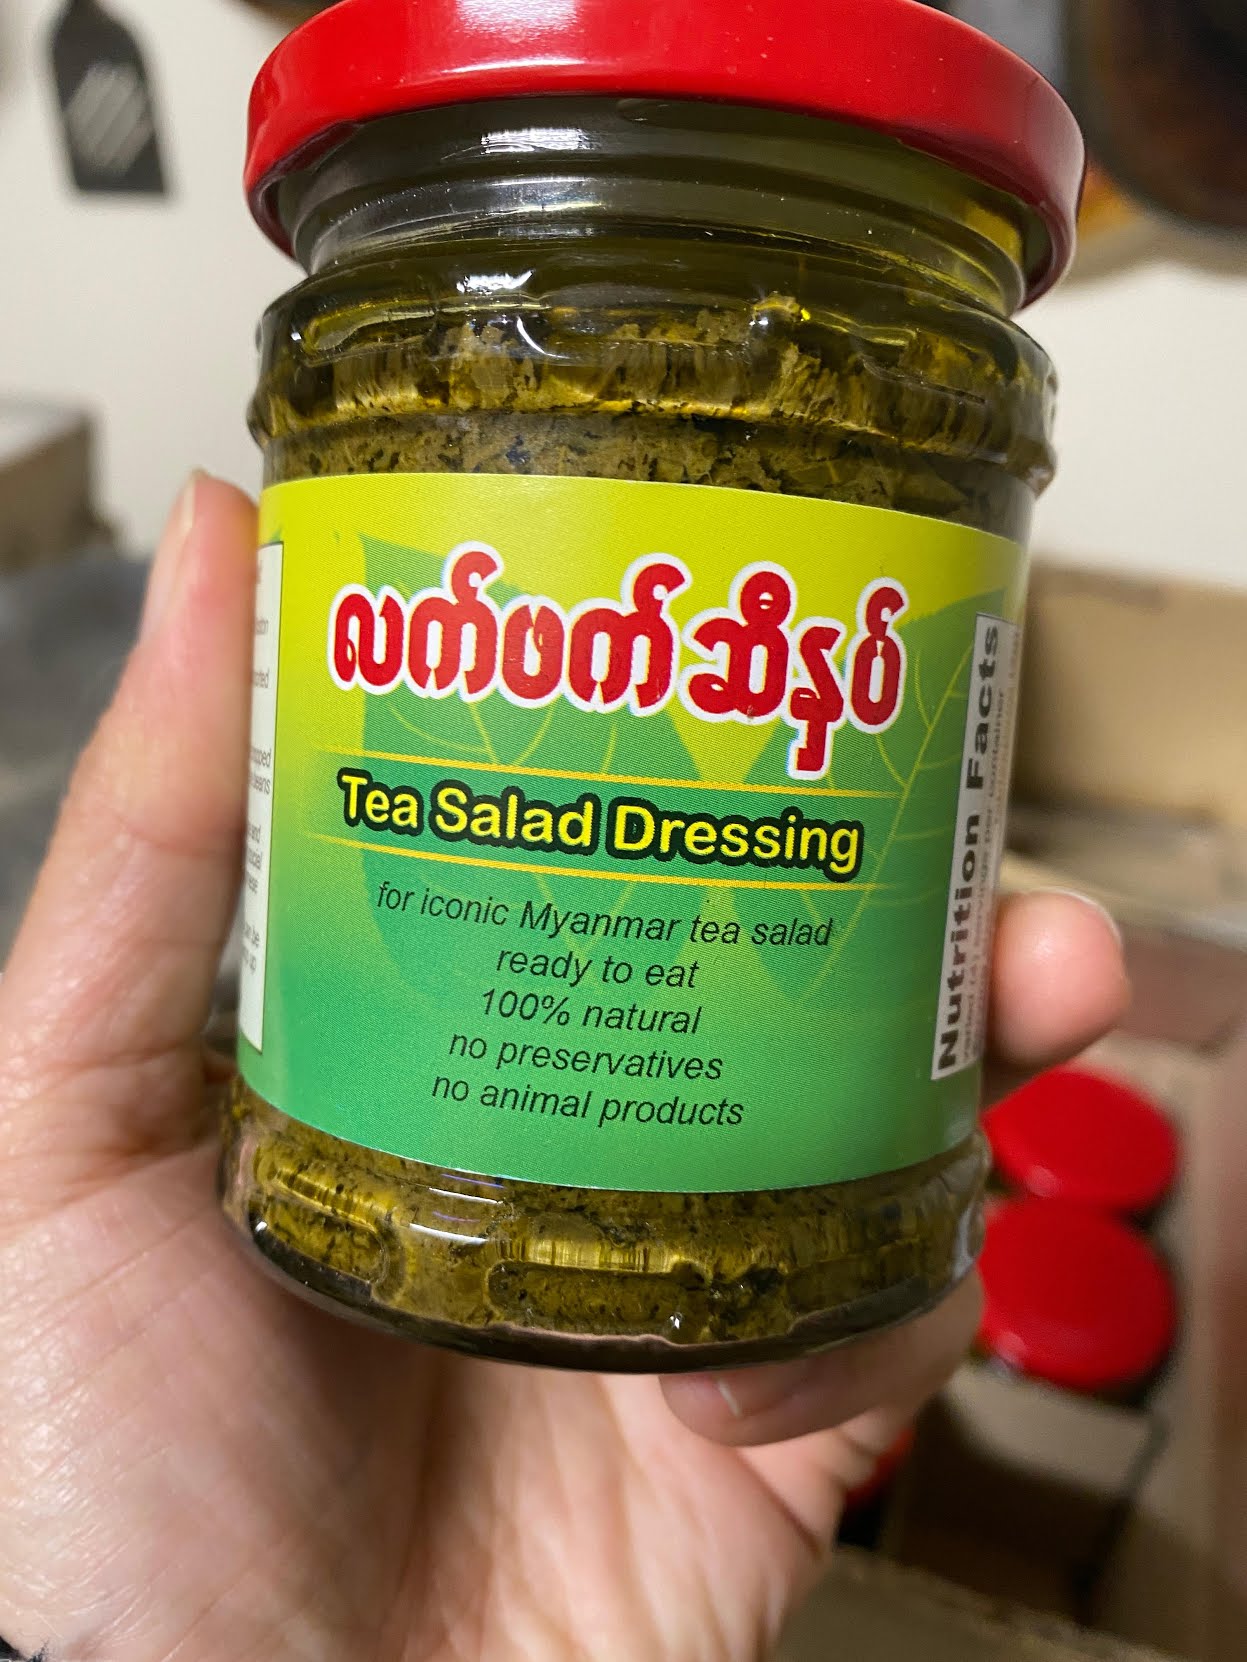 လက်ဖက်ဆီနှပ်
Tea Salad Dressing
for iconic Myanmar tea salad
ready to eat
100% natural
no preservatives
no animal products
Nutrition Facts